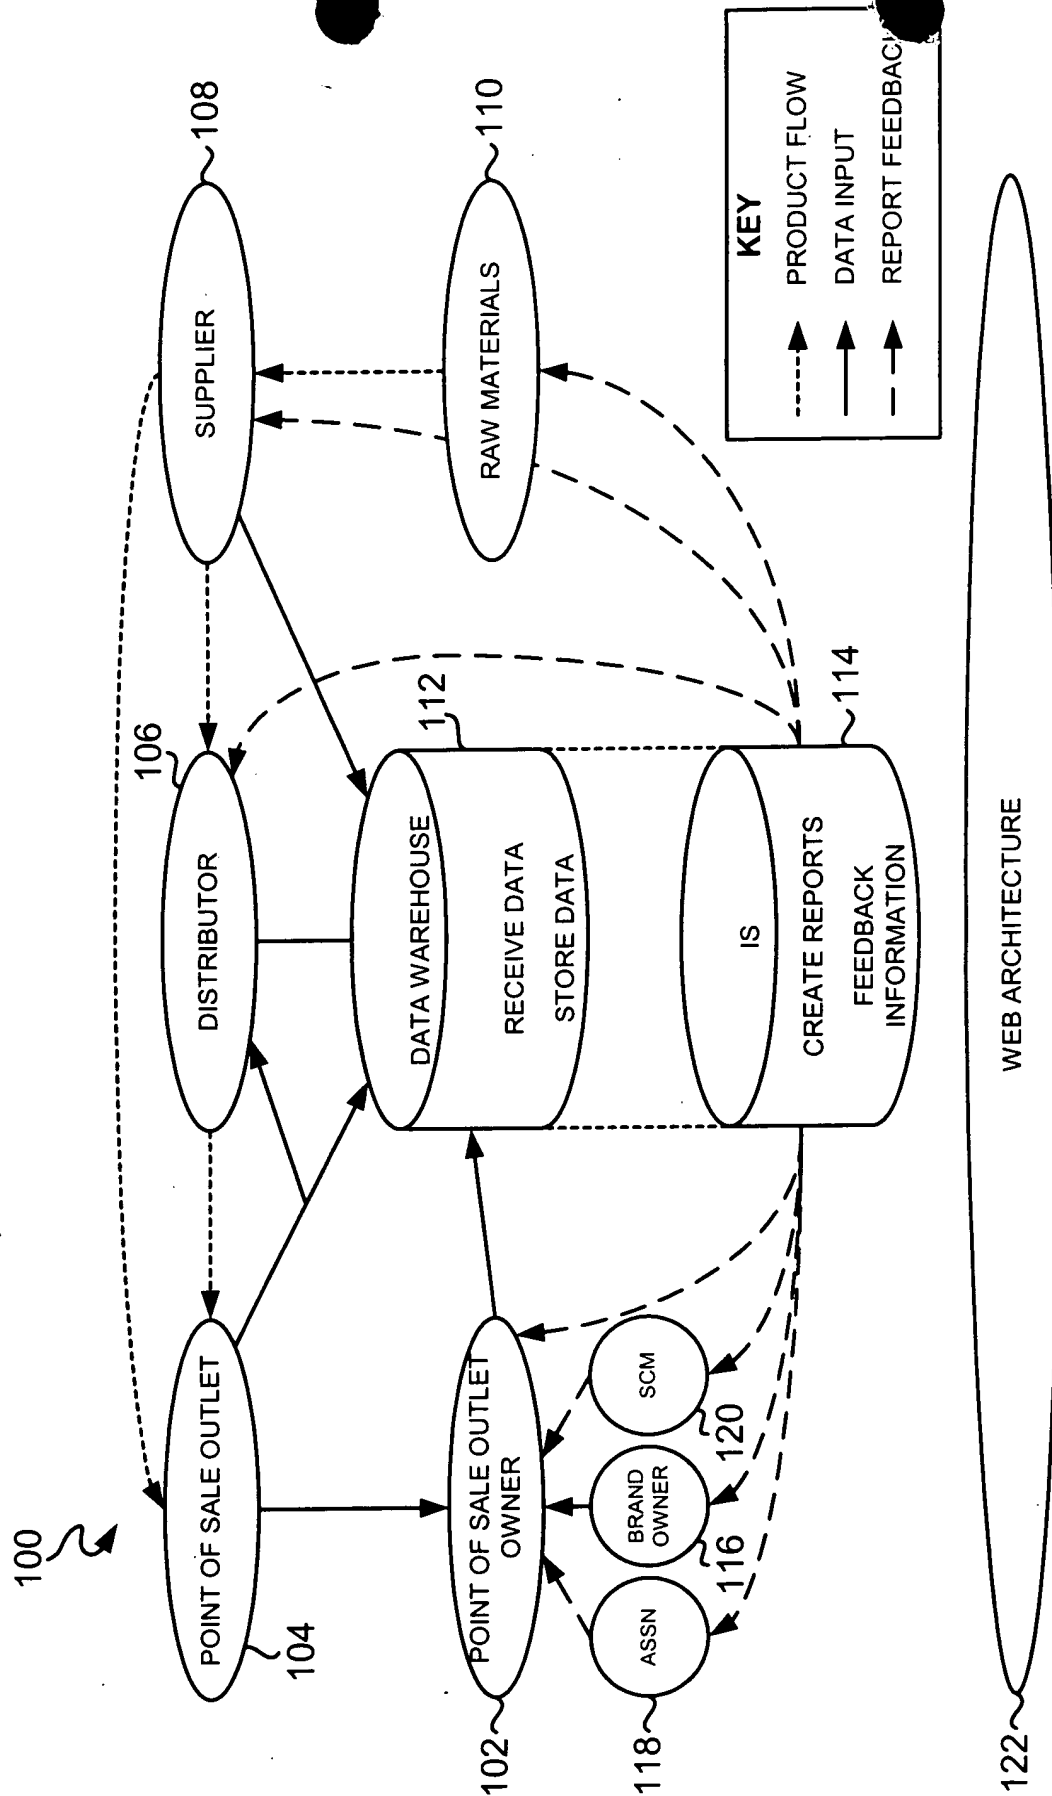 100
POINT OF SALE OUTLET
104
DISTRIBUTOR
106
SUPPLIER
108
POINT OF SALE OUTLET
OWNER
102
DATA WAREHOUSE
RECEIVE DATA
STORE DATA
112
RAW MATERIALS
110
ASSN
118
BRAND
OWNER
116
SCM
120
IS
CREATE REPORTS
FEEDBACK
INFORMATION
114
KEY
PRODUCT FLOW
DATA INPUT
REPORT FEEDBACK
WEB ARCHITECTURE
122